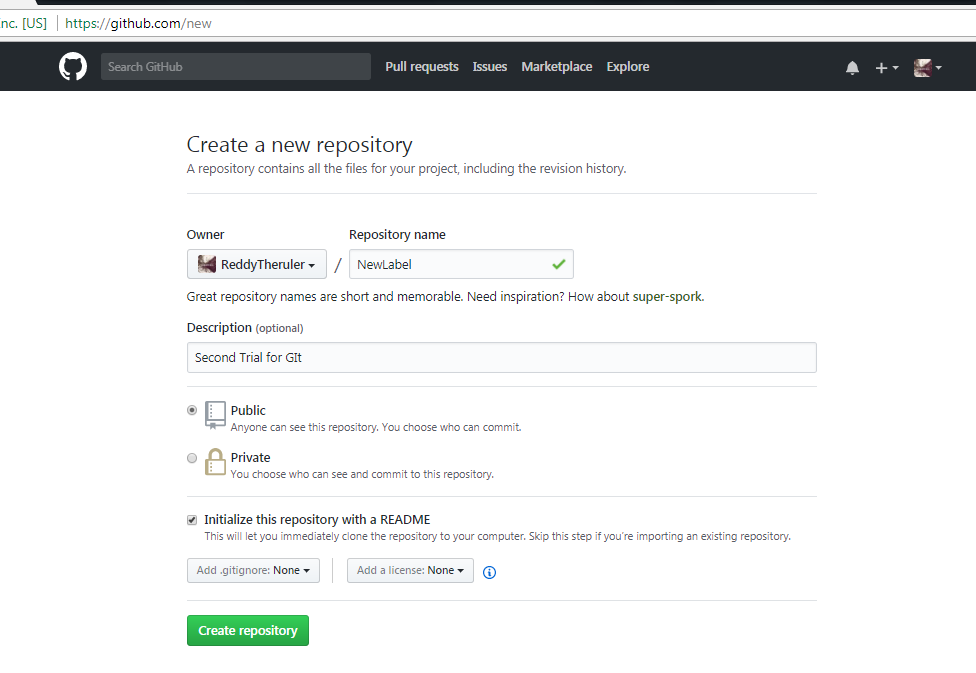 nc. [US] https://github.com/new
Search GitHub Pull requests Issues Marketplace Explore
Create a new repository
A repository contains all the files for your project, including the revision history.
Owner Repository name
ReddyTheruler / NewLabel
Great repository names are short and memorable. Need inspiration? How about super-spork.
Description (optional)
Second Trial for GIt
Public
Anyone can see this repository. You choose who can commit.
Private
You choose who can see and commit to this repository.
Initialize this repository with a README
This will let you immediately clone the repository to your computer. Skip this step if you're importing an existing repository.
Add .gitignore: None Add a license: None
Create repository